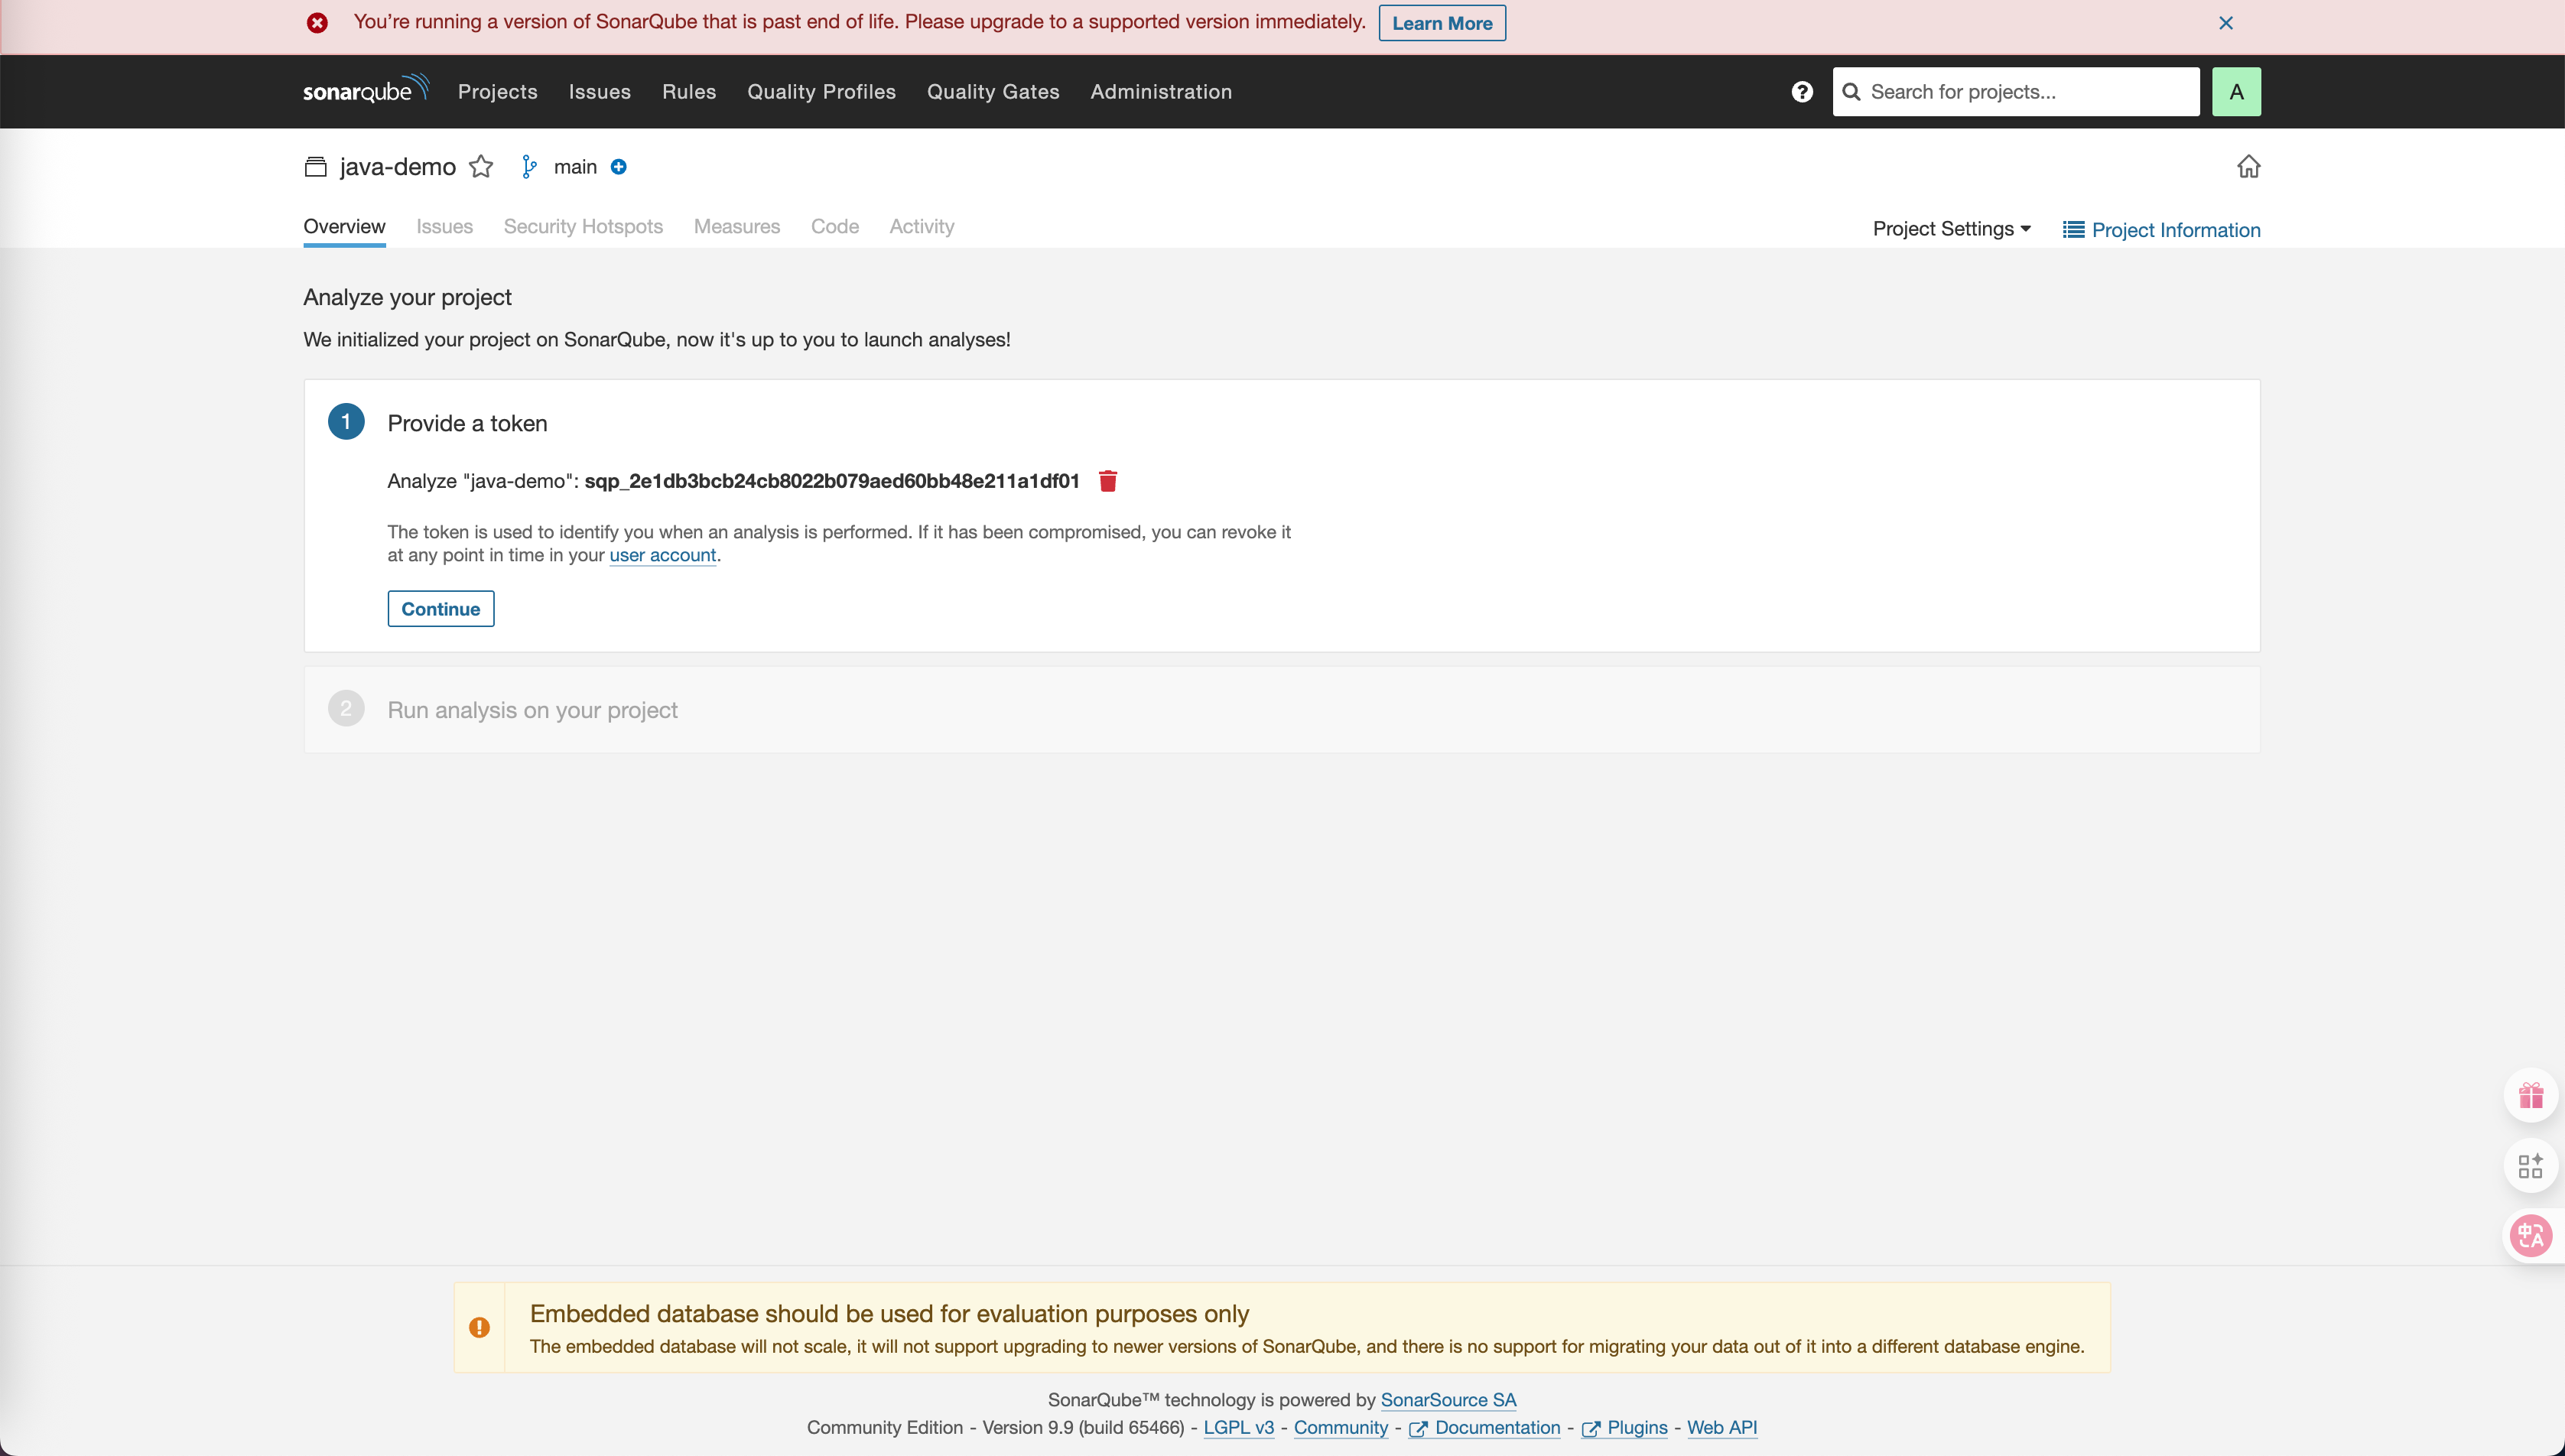 You're running a version of SonarQube that is past end of life. Please upgrade to a supported version immediately. Learn More
sonarqube Projects Issues Rules Quality Profiles Quality Gates Administration Search for projects... A
java-demo main
Overview Issues Security Hotspots Measures Code Activity Project Settings Project Information
Analyze your project
We initialized your project on SonarQube, now it's up to you to launch analyses!
1 Provide a token
Analyze "java-demo": sqp_2e1db3bcb24cb8022b079aed60bb48e211a1df01
The token is used to identify you when an analysis is performed. If it has been compromised, you can revoke it
at any point in time in your user account.
Continue
2 Run analysis on your project
中A
Embedded database should be used for evaluation purposes only
The embedded database will not scale, it will not support upgrading to newer versions of SonarQube, and there is no support for migrating your data out of it into a different database engine.
SonarQube™ technology is powered by SonarSource SA
Community Edition - Version 9.9 (build 65466) - LGPL v3 - Community - Documentation - Plugins - Web API